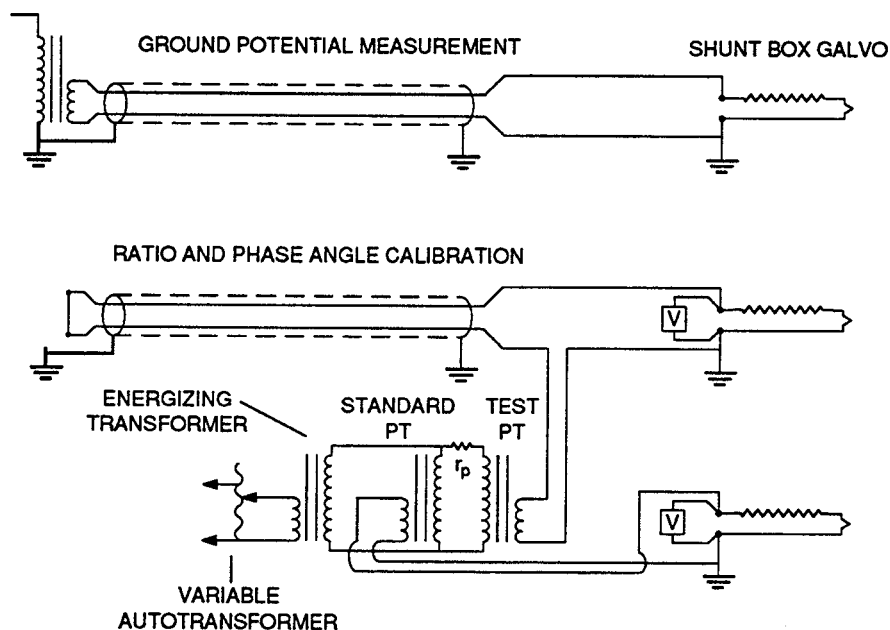 GROUND POTENTIAL MEASUREMENT
SHUNT BOX GALVO
RATIO AND PHASE ANGLE CALIBRATION
V
ENERGIZING
TRANSFORMER
STANDARD
PT
TEST
PT
rp
V
VARIABLE
AUTOTRANSFORMER